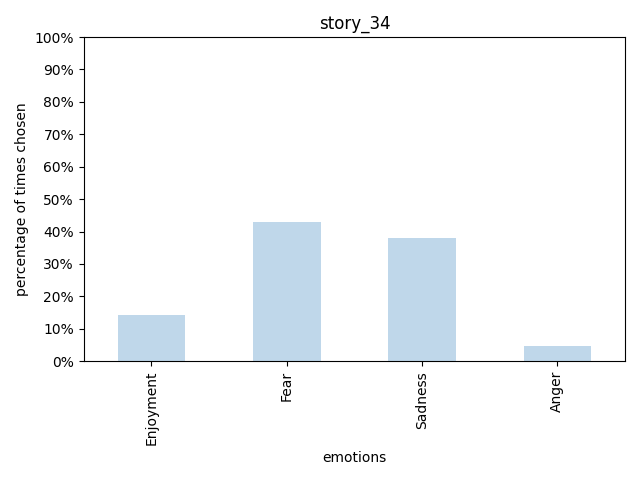 story_34
100%
90%
80%
70%
60%
50%
40%
30%
20%
10%
0%
percentage of times chosen
Enjoyment
Fear
Sadness
Anger
emotions